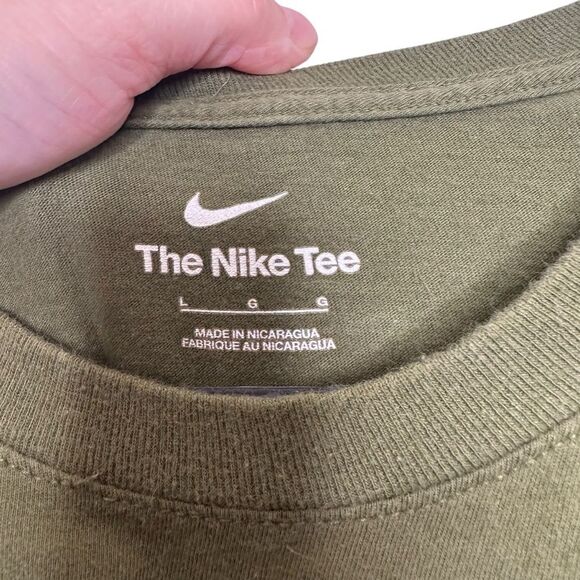 The Nike Tee
L G G
MADE IN NICARAGUA
FABRIQUE AU NICARAGUA